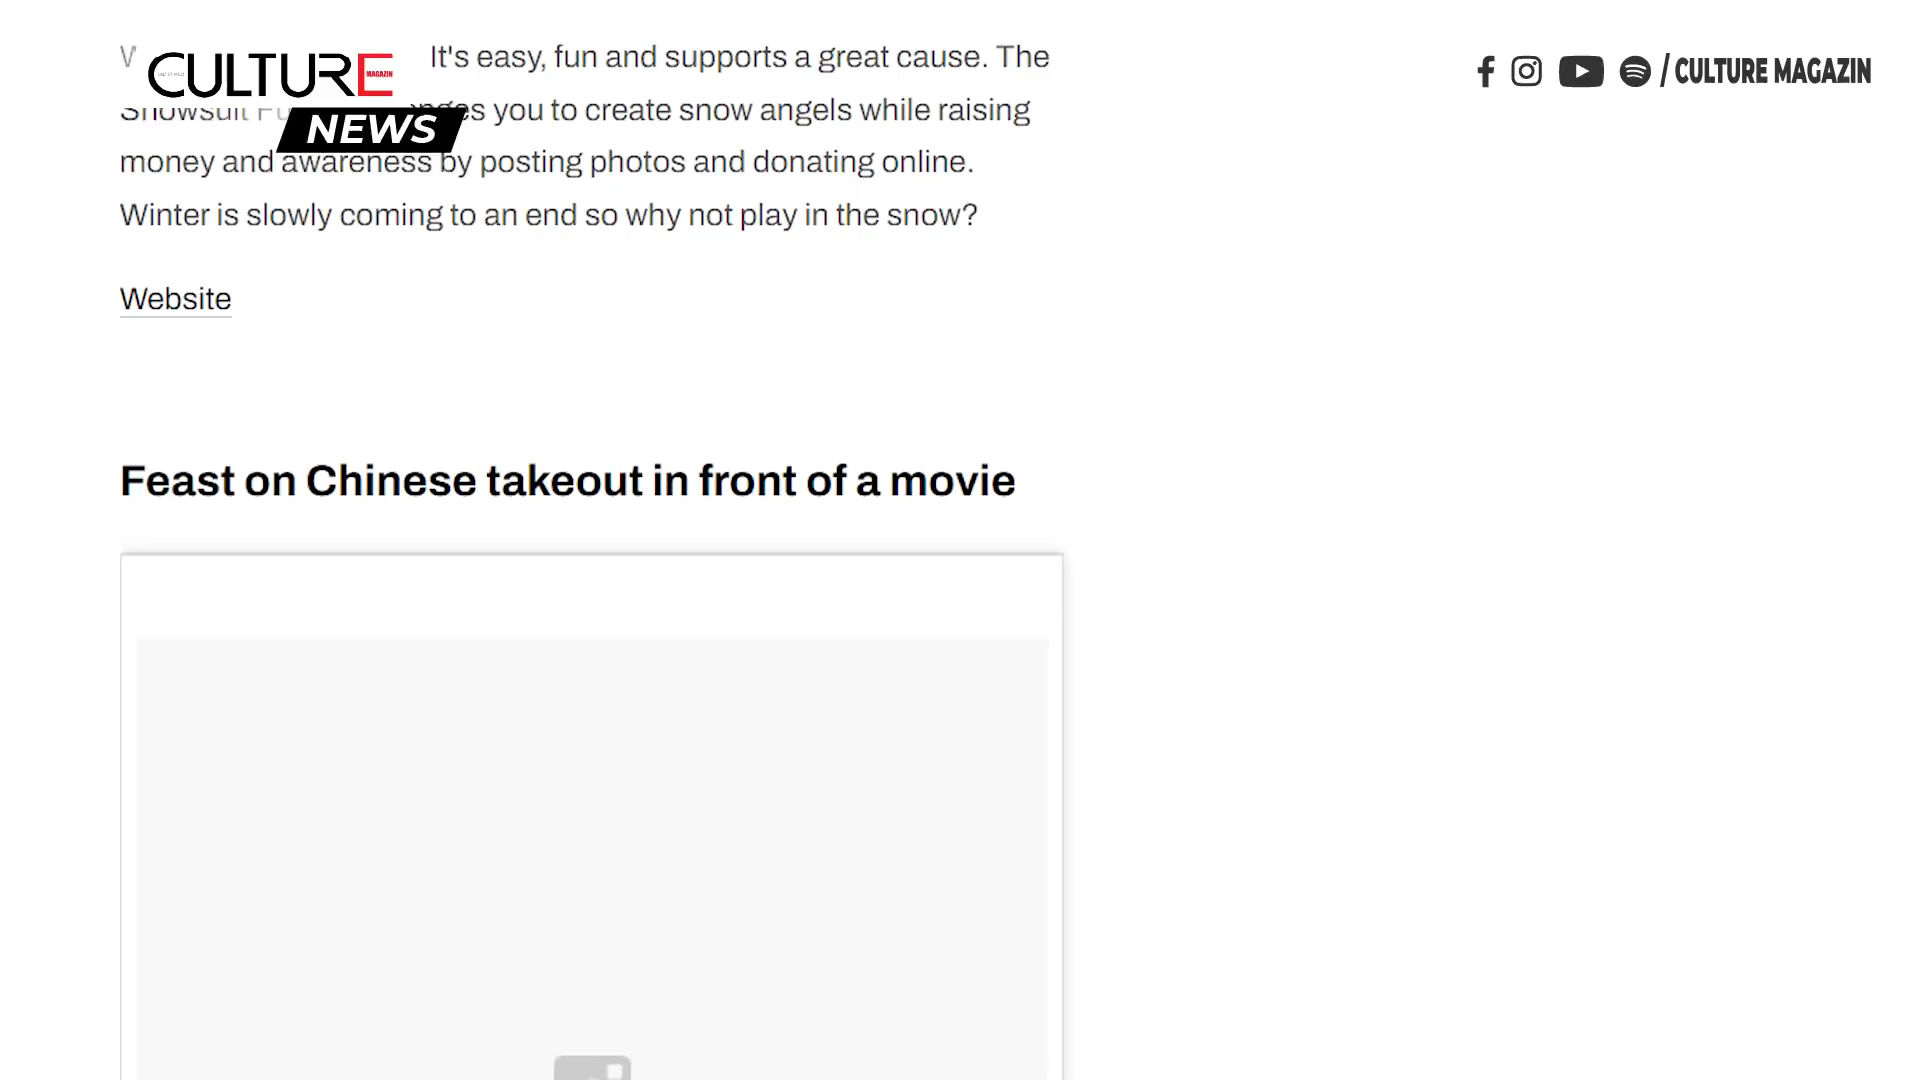 It's easy, fun and supports a great cause. The
Snowsuit you to create snow angels while raising
money and awareness by posting photos and donating online.
Winter is slowly coming to an end so why not play in the snow?
Website
Feast on Chinese takeout in front of a movie
CULTURE
MAGAZIN
NEWS
/ CULTURE MAGAZIN